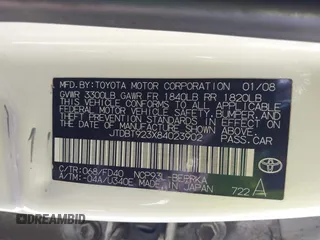 MFD.BY:TOYOTA MOTOR CORPORATION 01/08
GVWR 3300LB GAWR FR 1840LB RR 1820LB
THIS VEHICLE CONFORMS TO ALL APPLICABLE
FEDERAL MOTOR VEHICLE SAFETY, BUMPER, AND
THEFT PREVENTION STANDARDS IN EFFECT ON
THE DATE OF MANUFACTURE SHOWN ABOVE.
JTDBT923X84023902 PASS.CAR
C/TR:068/FD40 NCP93L-BEERKA
A/TM:-04A/U340E MADE IN JAPAN
722 A
TOYOTA
DREAMBID